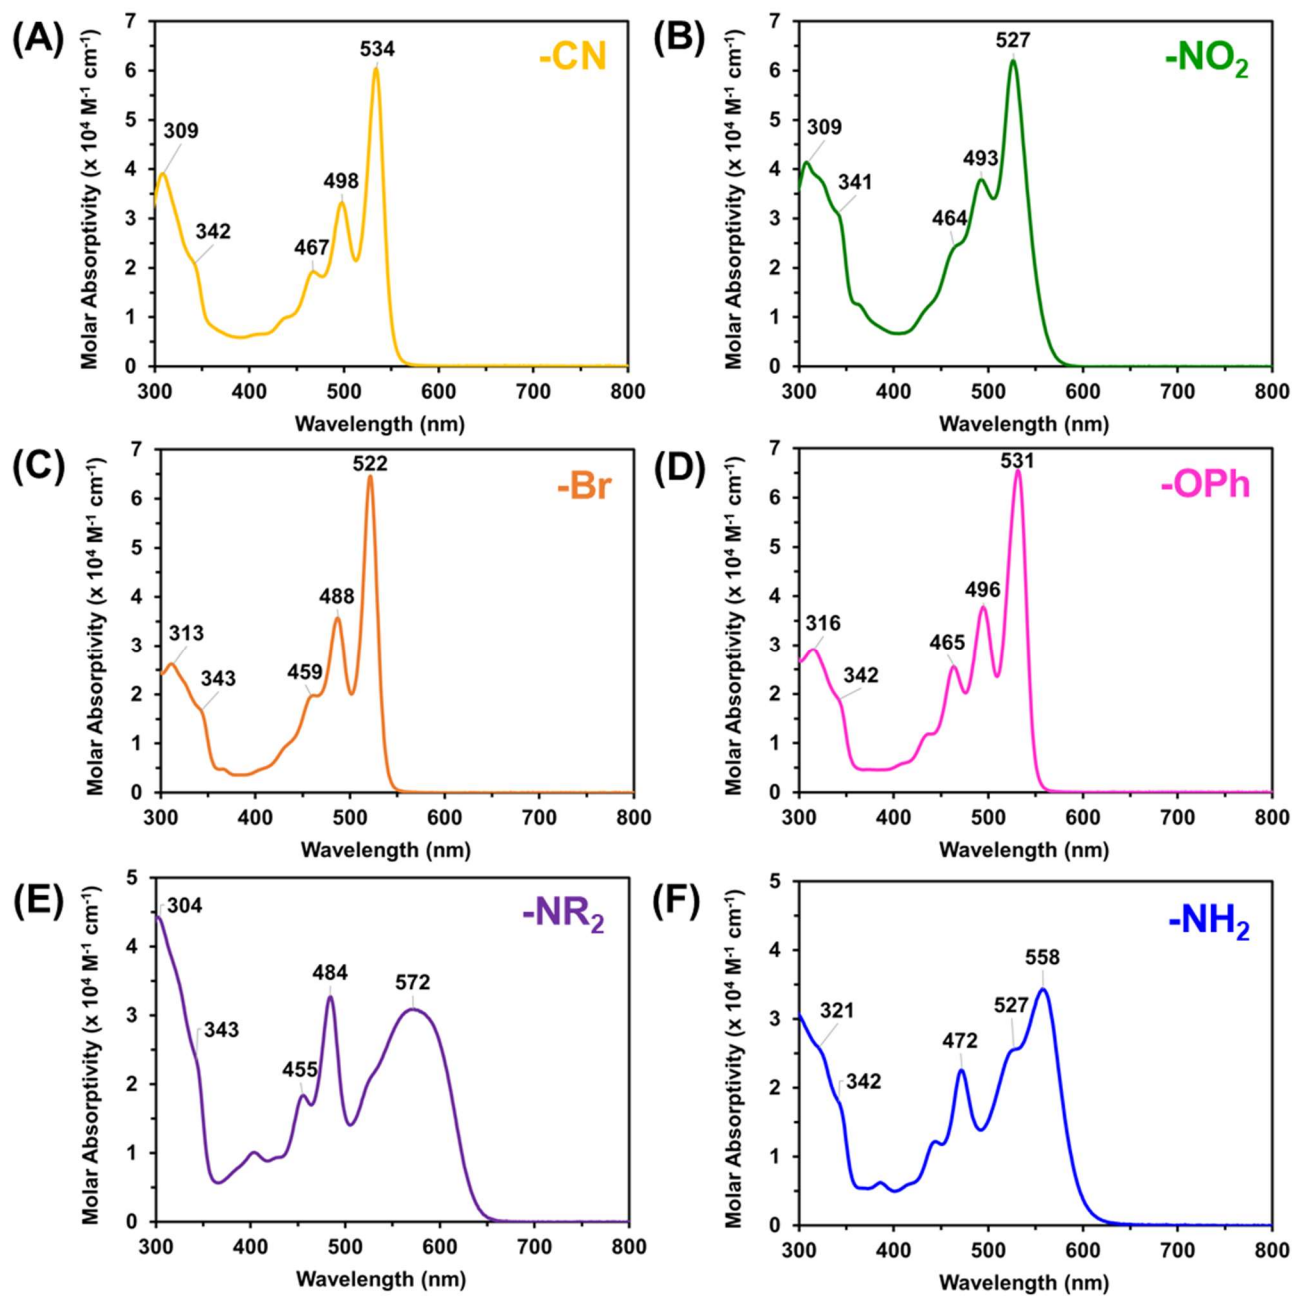 (A)
-CN
7
6
5
4
3
2
1
0
309
342
467
498
534
300 400 500 600 700 800
Wavelength (nm)
Molar Absorptivity (x 10⁴ M⁻¹ cm⁻¹)
(B)
-NO₂
7
6
5
4
3
2
1
0
309
341
464
493
527
300 400 500 600 700 800
Wavelength (nm)
Molar Absorptivity (x 10⁴ M⁻¹ cm⁻¹)
(C)
-Br
7
6
5
4
3
2
1
0
313
343
459
488
522
300 400 500 600 700 800
Wavelength (nm)
Molar Absorptivity (x 10⁴ M⁻¹ cm⁻¹)
(D)
-OPh
7
6
5
4
3
2
1
0
316
342
465
496
531
300 400 500 600 700 800
Wavelength (nm)
Molar Absorptivity (x 10⁴ M⁻¹ cm⁻¹)
(E)
-NR₂
5
4
3
2
1
0
304
343
455
484
572
300 400 500 600 700 800
Wavelength (nm)
Molar Absorptivity (x 10⁴ M⁻¹ cm⁻¹)
(F)
-NH₂
5
4
3
2
1
0
321
342
472
527
558
300 400 500 600 700 800
Wavelength (nm)
Molar Absorptivity (x 10⁴ M⁻¹ cm⁻¹)